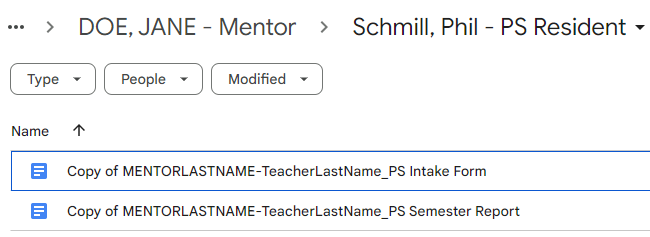 DOE, JANE - Mentor > Schmill, Phil - PS Resident
Type People Modified
Name
Copy of MENTORLASTNAME-TeacherLastName_PS Intake Form
Copy of MENTORLASTNAME-TeacherLastName_PS Semester Report